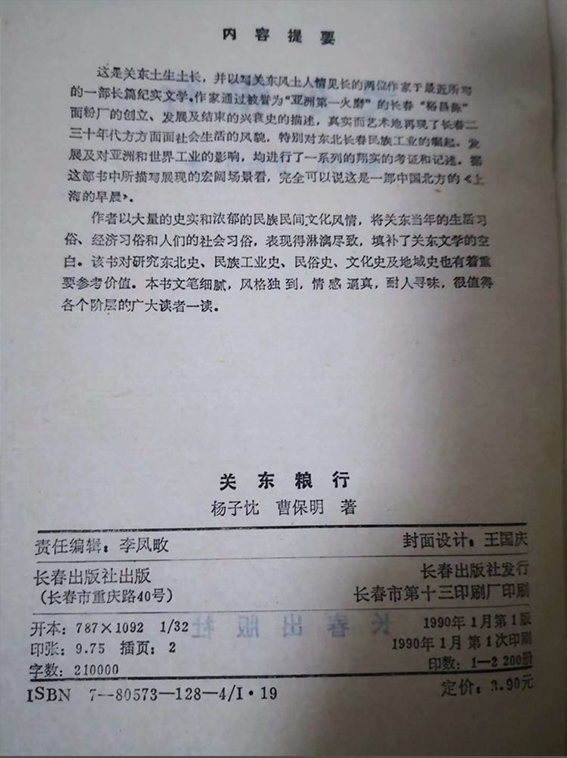 内容提要
这是关东土生土长，并以写关东风土人情见长的两位作家于最近所写
的一部长篇纪实文学。作家通过被誉为“亚洲第一火磨”的长春“裕昌源”
面粉厂的创立、发展及结束的兴衰史的描述，真实而艺术地再现了长春二
三十年代方方面面社会生活的风貌，特别对东北长春民族工业的崛起、发
展及对亚洲和世界工业的影响，均进行了一系列的翔实的考证和记述。据
这部书中所描写展现的宏阔场景看，完全可以说这是一部中国北方的《上
海的早晨》。
作者以大量的史实和浓郁的民族民间文化风情，将关东当年的生活习
俗、经济习俗和人们的社会习俗，表现得淋漓尽致，填补了关东文学的空
白。该书对研究东北史、民族工业史、民俗史、文化史及地域史也有着重
要参考价值。本书文笔细腻，风格独到，情感逼真，耐人寻味，很值得
各个阶层的广大读者一读。
关东粮行
杨子忱 曹保明 著
责任编辑：李凤畋 封面设计：王国庆
长春出版社出版 长春出版社发行
（长春市重庆路40号） 长春市第十三印刷厂印刷
开本：787×1092 1/32 1990年1月第1版
印张：9.75 插页：2 1990年1月第1次印刷
字数：210000 印数：1—2 200册
ISBN 7--80573-128-4/I·19 定价：3.90元
长春出版社